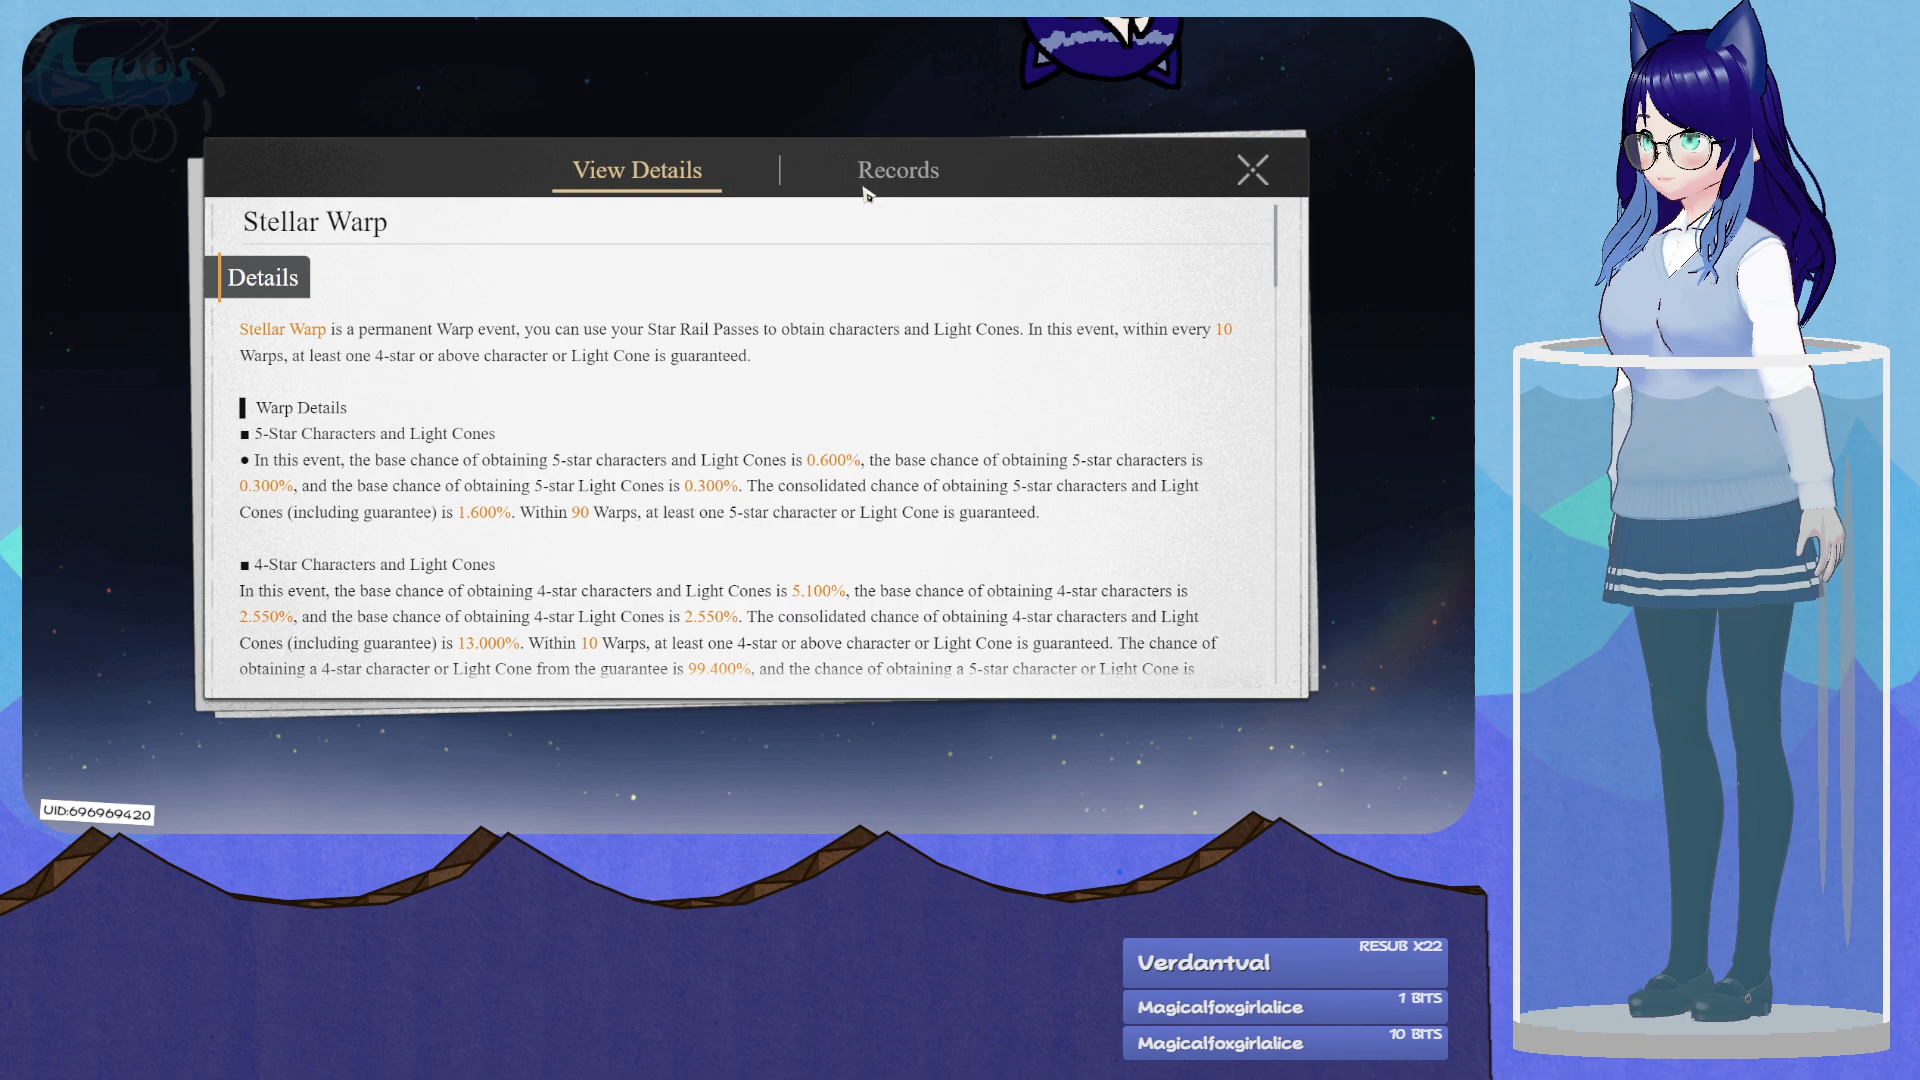 Aquos
View Details
Records
Stellar Warp
Details
Stellar Warp is a permanent Warp event, you can use your Star Rail Passes to obtain characters and Light Cones. In this event, within every 10
Warps, at least one 4-star or above character or Light Cone is guaranteed.
Warp Details
■ 5-Star Characters and Light Cones
● In this event, the base chance of obtaining 5-star characters and Light Cones is 0.600%, the base chance of obtaining 5-star characters is
0.300%, and the base chance of obtaining 5-star Light Cones is 0.300%. The consolidated chance of obtaining 5-star characters and Light
Cones (including guarantee) is 1.600%. Within 90 Warps, at least one 5-star character or Light Cone is guaranteed.
■ 4-Star Characters and Light Cones
In this event, the base chance of obtaining 4-star characters and Light Cones is 5.100%, the base chance of obtaining 4-star characters is
2.550%, and the base chance of obtaining 4-star Light Cones is 2.550%. The consolidated chance of obtaining 4-star characters and Light
Cones (including guarantee) is 13.000%. Within 10 Warps, at least one 4-star or above character or Light Cone is guaranteed. The chance of
obtaining a 4-star character or Light Cone from the guarantee is 99.400%, and the chance of obtaining a 5-star character or Light Cone is
UID:696969420
RESUB X22
Verdantval
1 BITS
Magicalfoxgirlalice
10 BITS
Magicalfoxgirlalice